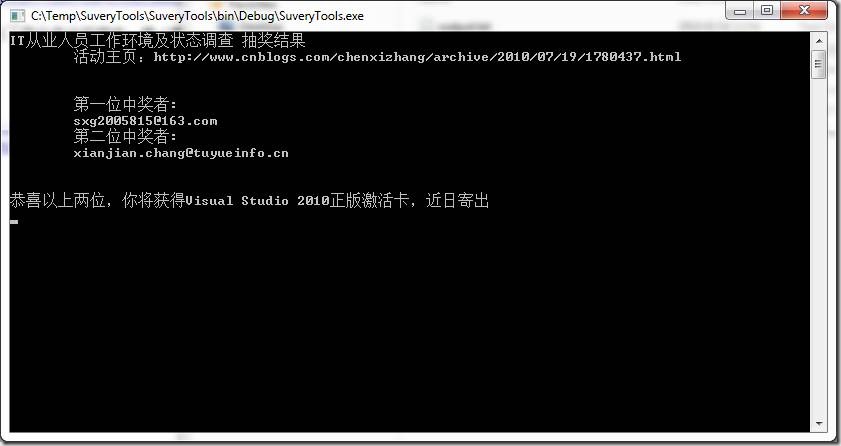 C:\Temp\SuveryTools\SuveryTools\bin\Debug\SuveryTools.exe
IT从业人员工作环境及状态调查 抽奖结果
活动主页：http://www.cnblogs.com/chenxizhang/archive/2010/07/19/1780437.html
第一位中奖者：
sxg2005815@163.com
第二位中奖者：
xianjian.chang@tuyueinfo.cn
恭喜以上两位，你将获得Visual Studio 2010正版激活卡，近日寄出